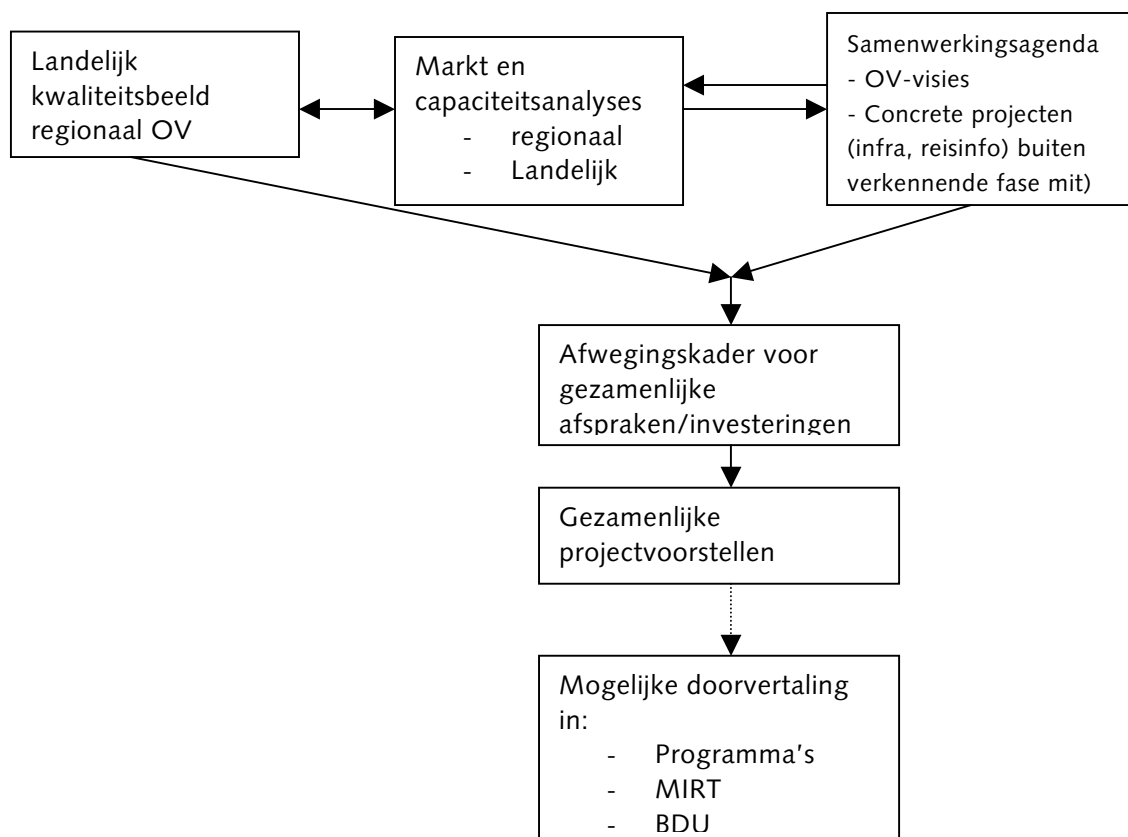 Landelijk
kwaliteitsbeeld
regionaal OV
Markt en
capaciteitsanalyses
- regionaal
- Landelijk
Samenwerkingsagenda
- OV-visies
- Concrete projecten
(infra, reisinfo) buiten
verkennende fase mit)
Afwegingskader voor
gezamenlijke
afspraken/investeringen
Gezamenlijke
projectvoorstellen
Mogelijke doorvertaling
in:
- Programma's
- MIRT
- BDU